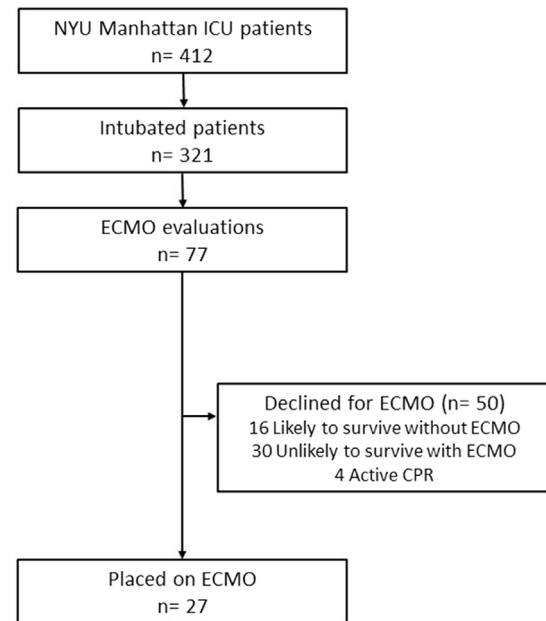 NYU Manhattan ICU patients
n= 412
Intubated patients
n= 321
ECMO evaluations
n= 77
Declined for ECMO (n= 50)
16 Likely to survive without ECMO
30 Unlikely to survive with ECMO
4 Active CPR
Placed on ECMO
n= 27